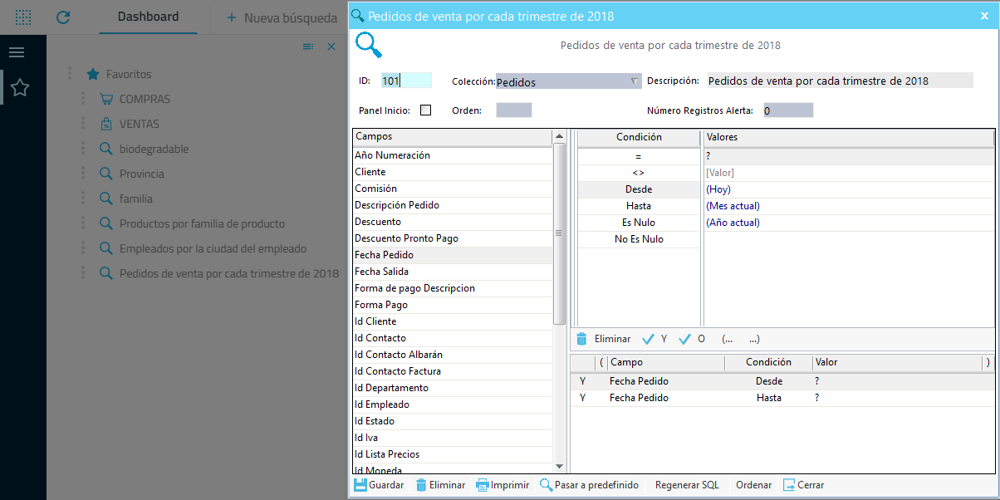 Dashboard
+ Nueva búsqueda
Favoritos
COMPRAS
VENTAS
biodegradable
Provincia
familia
Productos por familia de producto
Empleados por la ciudad del empleado
Pedidos de venta por cada trimestre de 2018
Pedidos de venta por cada trimestre de 2018
Pedidos de venta por cada trimestre de 2018
ID: 101 Colección: Pedidos Descripción: Pedidos de venta por cada trimestre de 2018
Panel Inicio: Orden: Número Registros Alerta: 0
Campos
Año Numeración
Cliente
Comisión
Descripción Pedido
Descuento
Descuento Pronto Pago
Fecha Pedido
Fecha Salida
Forma de pago Descripcion
Forma Pago
Id Cliente
Id Contacto
Id Contacto Albarán
Id Contacto Factura
Id Departamento
Id Empleado
Id Estado
Id Iva
Id Lista Precios
Id Moneda
Condición Valores
= ?
<> [Valor]
Desde (Hoy)
Hasta (Mes actual)
Es Nulo (Año actual)
No Es Nulo
Eliminar Y O (... ...)
( Campo Condición Valor )
Y Fecha Pedido Desde ?
Y Fecha Pedido Hasta ?
Guardar Eliminar Imprimir Pasar a predefinido Regenerar SQL Ordenar Cerrar